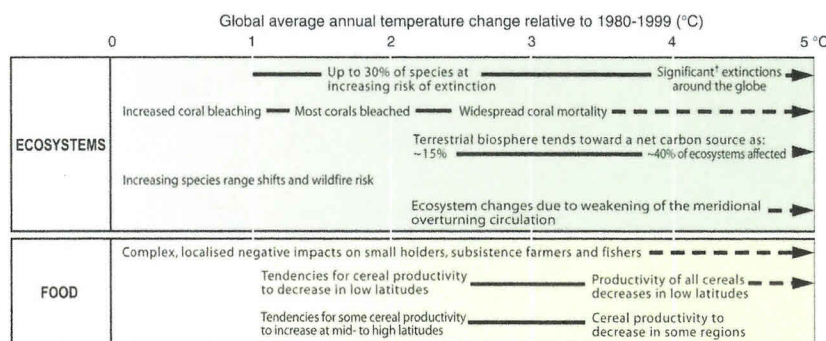 Global average annual temperature change relative to 1980-1999 (°C)
0 1 2 3 4 5 °C
ECOSYSTEMS
Up to 30% of species at
increasing risk of extinction
Significant† extinctions
around the globe
Increased coral bleaching Most corals bleached Widespread coral mortality
Terrestrial biosphere tends toward a net carbon source as:
~15% ~40% of ecosystems affected
Increasing species range shifts and wildfire risk
Ecosystem changes due to weakening of the meridional
overturning circulation
FOOD
Complex, localised negative impacts on small holders, subsistence farmers and fishers
Tendencies for cereal productivity
to decrease in low latitudes
Productivity of all cereals
decreases in low latitudes
Tendencies for some cereal productivity
to increase at mid- to high latitudes
Cereal productivity to
decrease in some regions